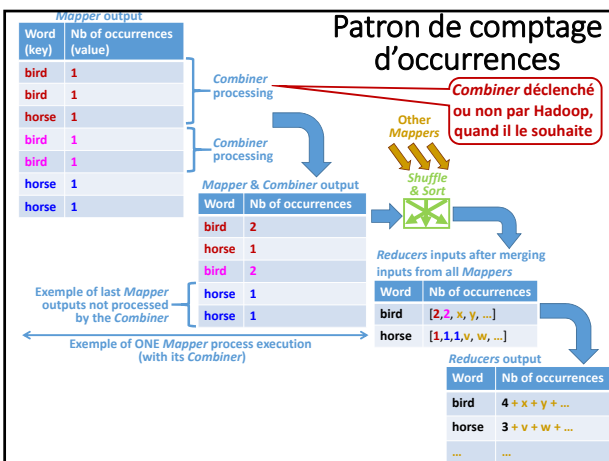 Patron de comptage
d'occurrences
Mapper output
Word
(key)
Nb of occurrences
(value)
bird 1
bird 1
horse 1
bird 1
bird 1
horse 1
horse 1
Combiner
processing
Combiner
processing
Combiner déclenché
ou non par Hadoop,
quand il le souhaite
Other
Mappers
Shuffle
& Sort
Mapper & Combiner output
Word Nb of occurrences
bird 2
horse 1
bird 2
horse 1
horse 1
Exemple of last Mapper
outputs not processed
by the Combiner
Exemple of ONE Mapper process execution
(with its Combiner)
Reducers inputs after merging
inputs from all Mappers
Word Nb of occurrences
bird [2,2, x, y, ...]
horse [1,1,1,v, w, ...]
Reducers output
Word Nb of occurrences
bird 4 + x + y + ...
horse 3 + v + w + ...
... ...